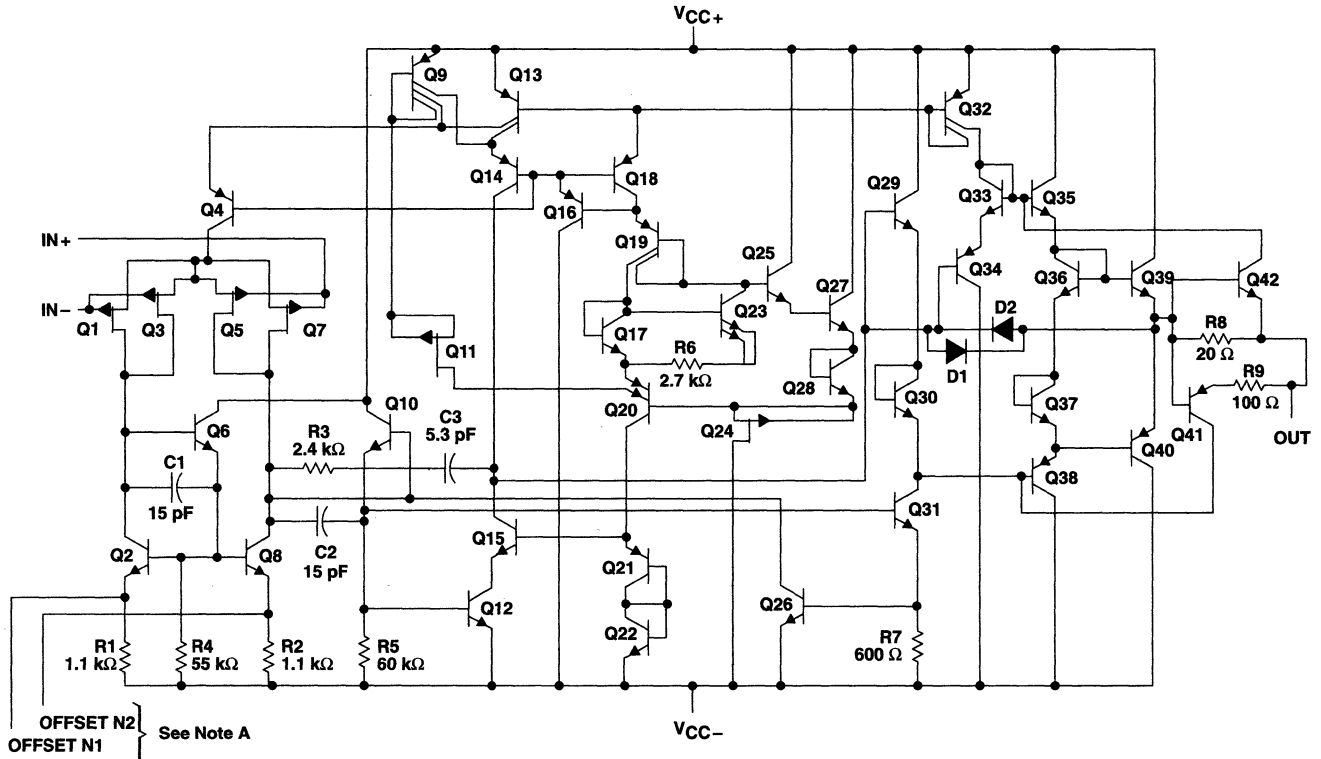 VCC+
Q9
Q13
Q32
Q14
Q18
Q29
Q33
Q35
Q4
Q16
IN+
Q19
Q25
Q34
Q36
Q39
Q42
IN−
Q27
D2
Q1
Q3
Q5
Q7
Q17
Q23
R8
20 Ω
Q11
R6
2.7 kΩ
D1
R9
100 Ω
Q28
Q10
C3
5.3 pF
Q20
Q30
Q37
Q6
R3
2.4 kΩ
Q24
Q41
OUT
Q40
C1
15 pF
Q38
Q31
Q2
Q8
C2
15 pF
Q15
Q21
Q12
Q26
Q22
R1
1.1 kΩ
R4
55 kΩ
R2
1.1 kΩ
R5
60 kΩ
R7
600 Ω
OFFSET N2
OFFSET N1
See Note A
VCC−